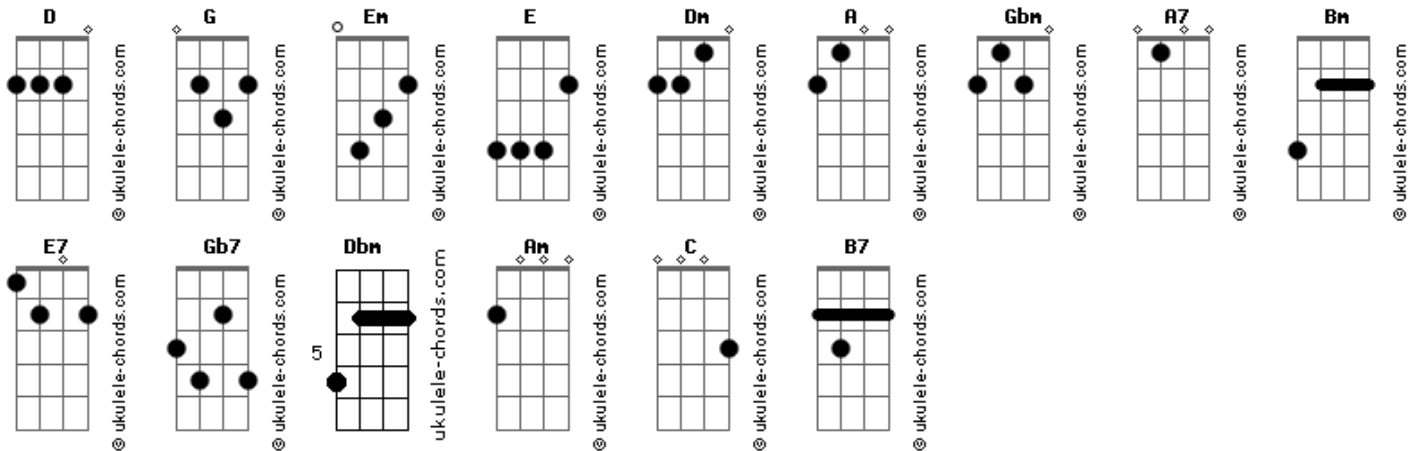 D G Em E Dm A Gbm A7 Bm
© ukulele-chords.com © ukulele-chords.com © ukulele-chords.com © ukulele-chords.com © ukulele-chords.com © ukulele-chords.com © ukulele-chords.com © ukulele-chords.com © ukulele-chords.com
E7 Gb7 Dbm Am C B7
5
© ukulele-chords.com © ukulele-chords.com ukulele-chords.com © ukulele-chords.com © ukulele-chords.com © ukulele-chords.com